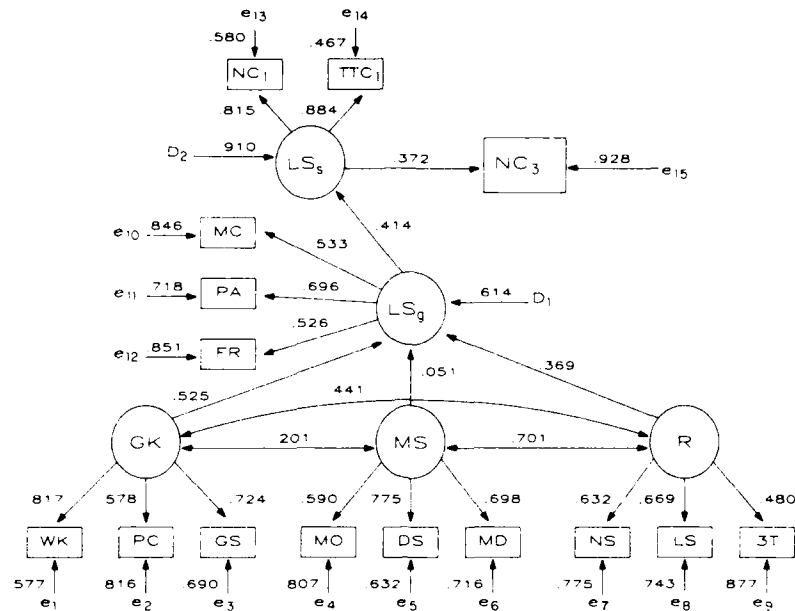 e13 e14
.580 .467
NC1 TTC1
.815 .884
D2 .910 LSs .372 NC3 .928 e15
.414
e10 .846 MC .533
e11 .718 PA .696 LSg .614 D1
e12 .851 FR .526
.525 .441 .051 .369
GK .201 MS .701 R
.817 .578 .724 .590 .775 .698 .632 .669 .480
WK PC GS MO DS MD NS LS 3T
.577 .816 .690 .807 .632 .716 .775 .743 .877
e1 e2 e3 e4 e5 e6 e7 e8 e9